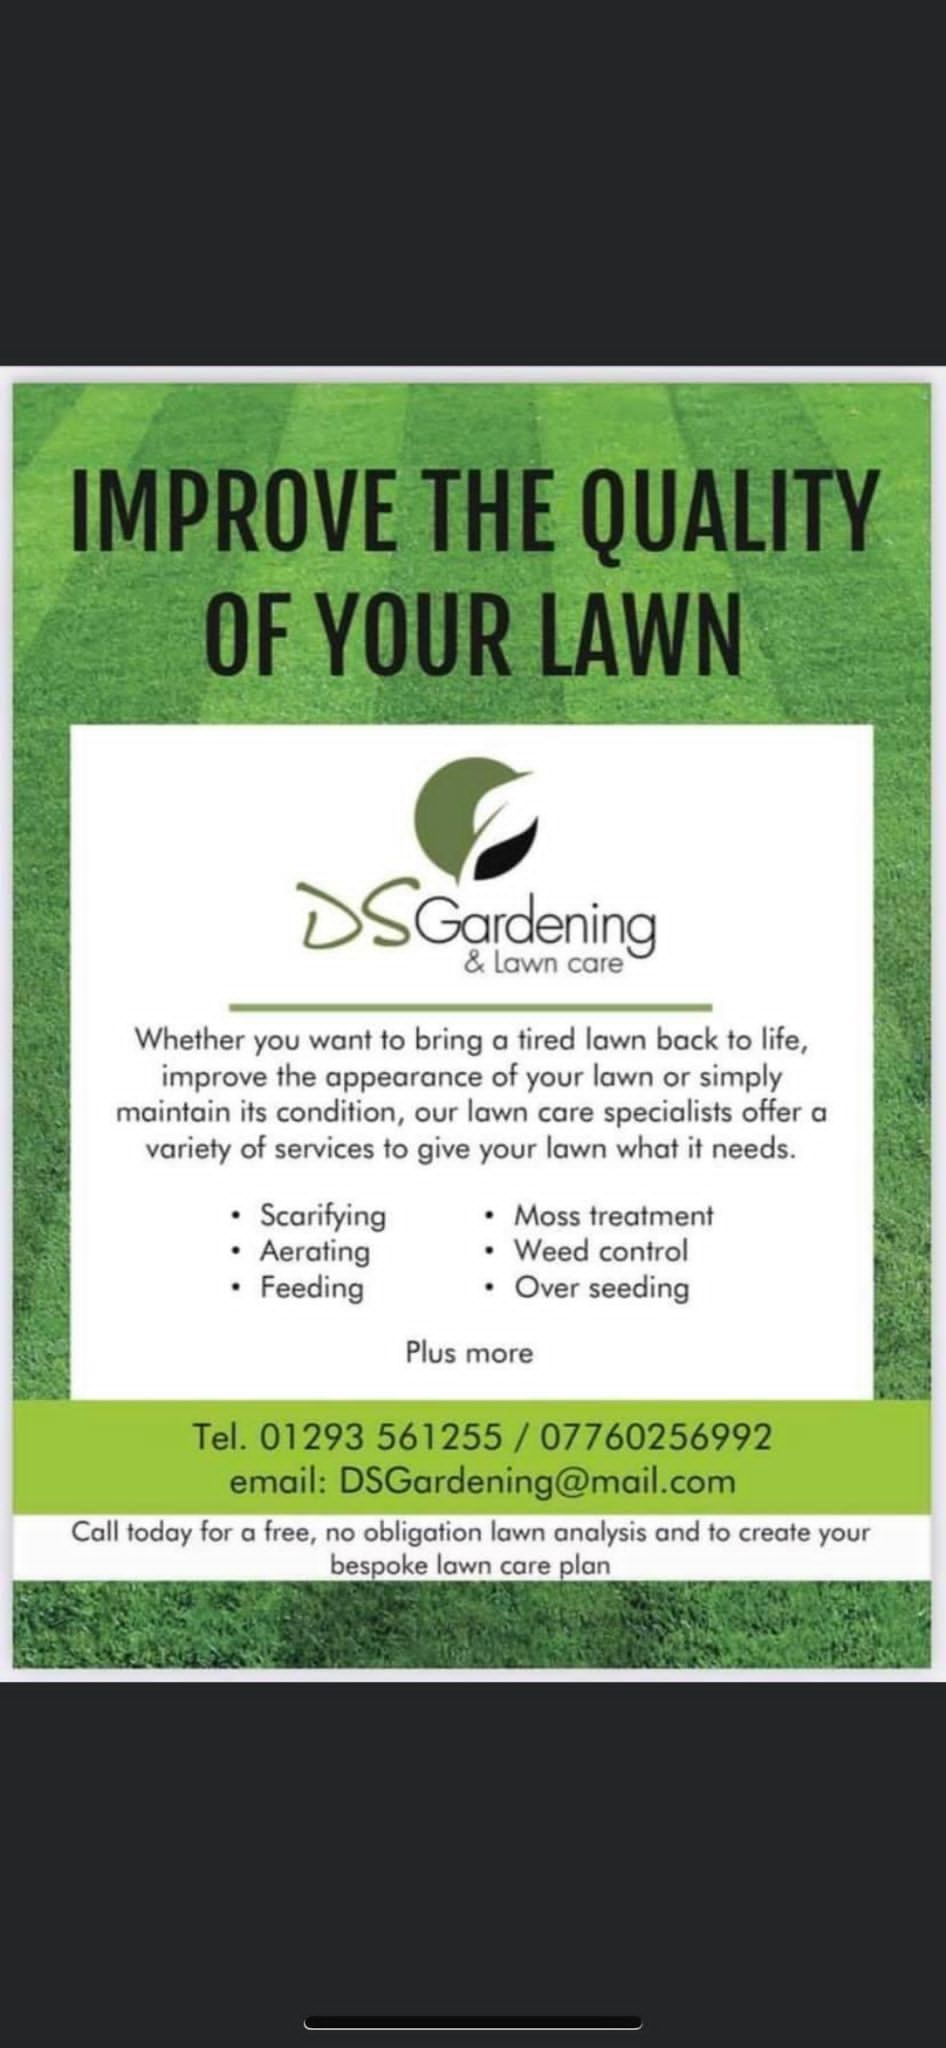 IMPROVE THE QUALITY
OF YOUR LAWN
DSGardening
& Lawn care
Whether you want to bring a tired lawn back to life,
improve the appearance of your lawn or simply
maintain its condition, our lawn care specialists offer a
variety of services to give your lawn what it needs.
• Scarifying
• Aerating
• Feeding
• Moss treatment
• Weed control
• Over seeding
Plus more
Tel. 01293 561255 / 07760256992
email: DSGardening@mail.com
Call today for a free, no obligation lawn analysis and to create your
bespoke lawn care plan